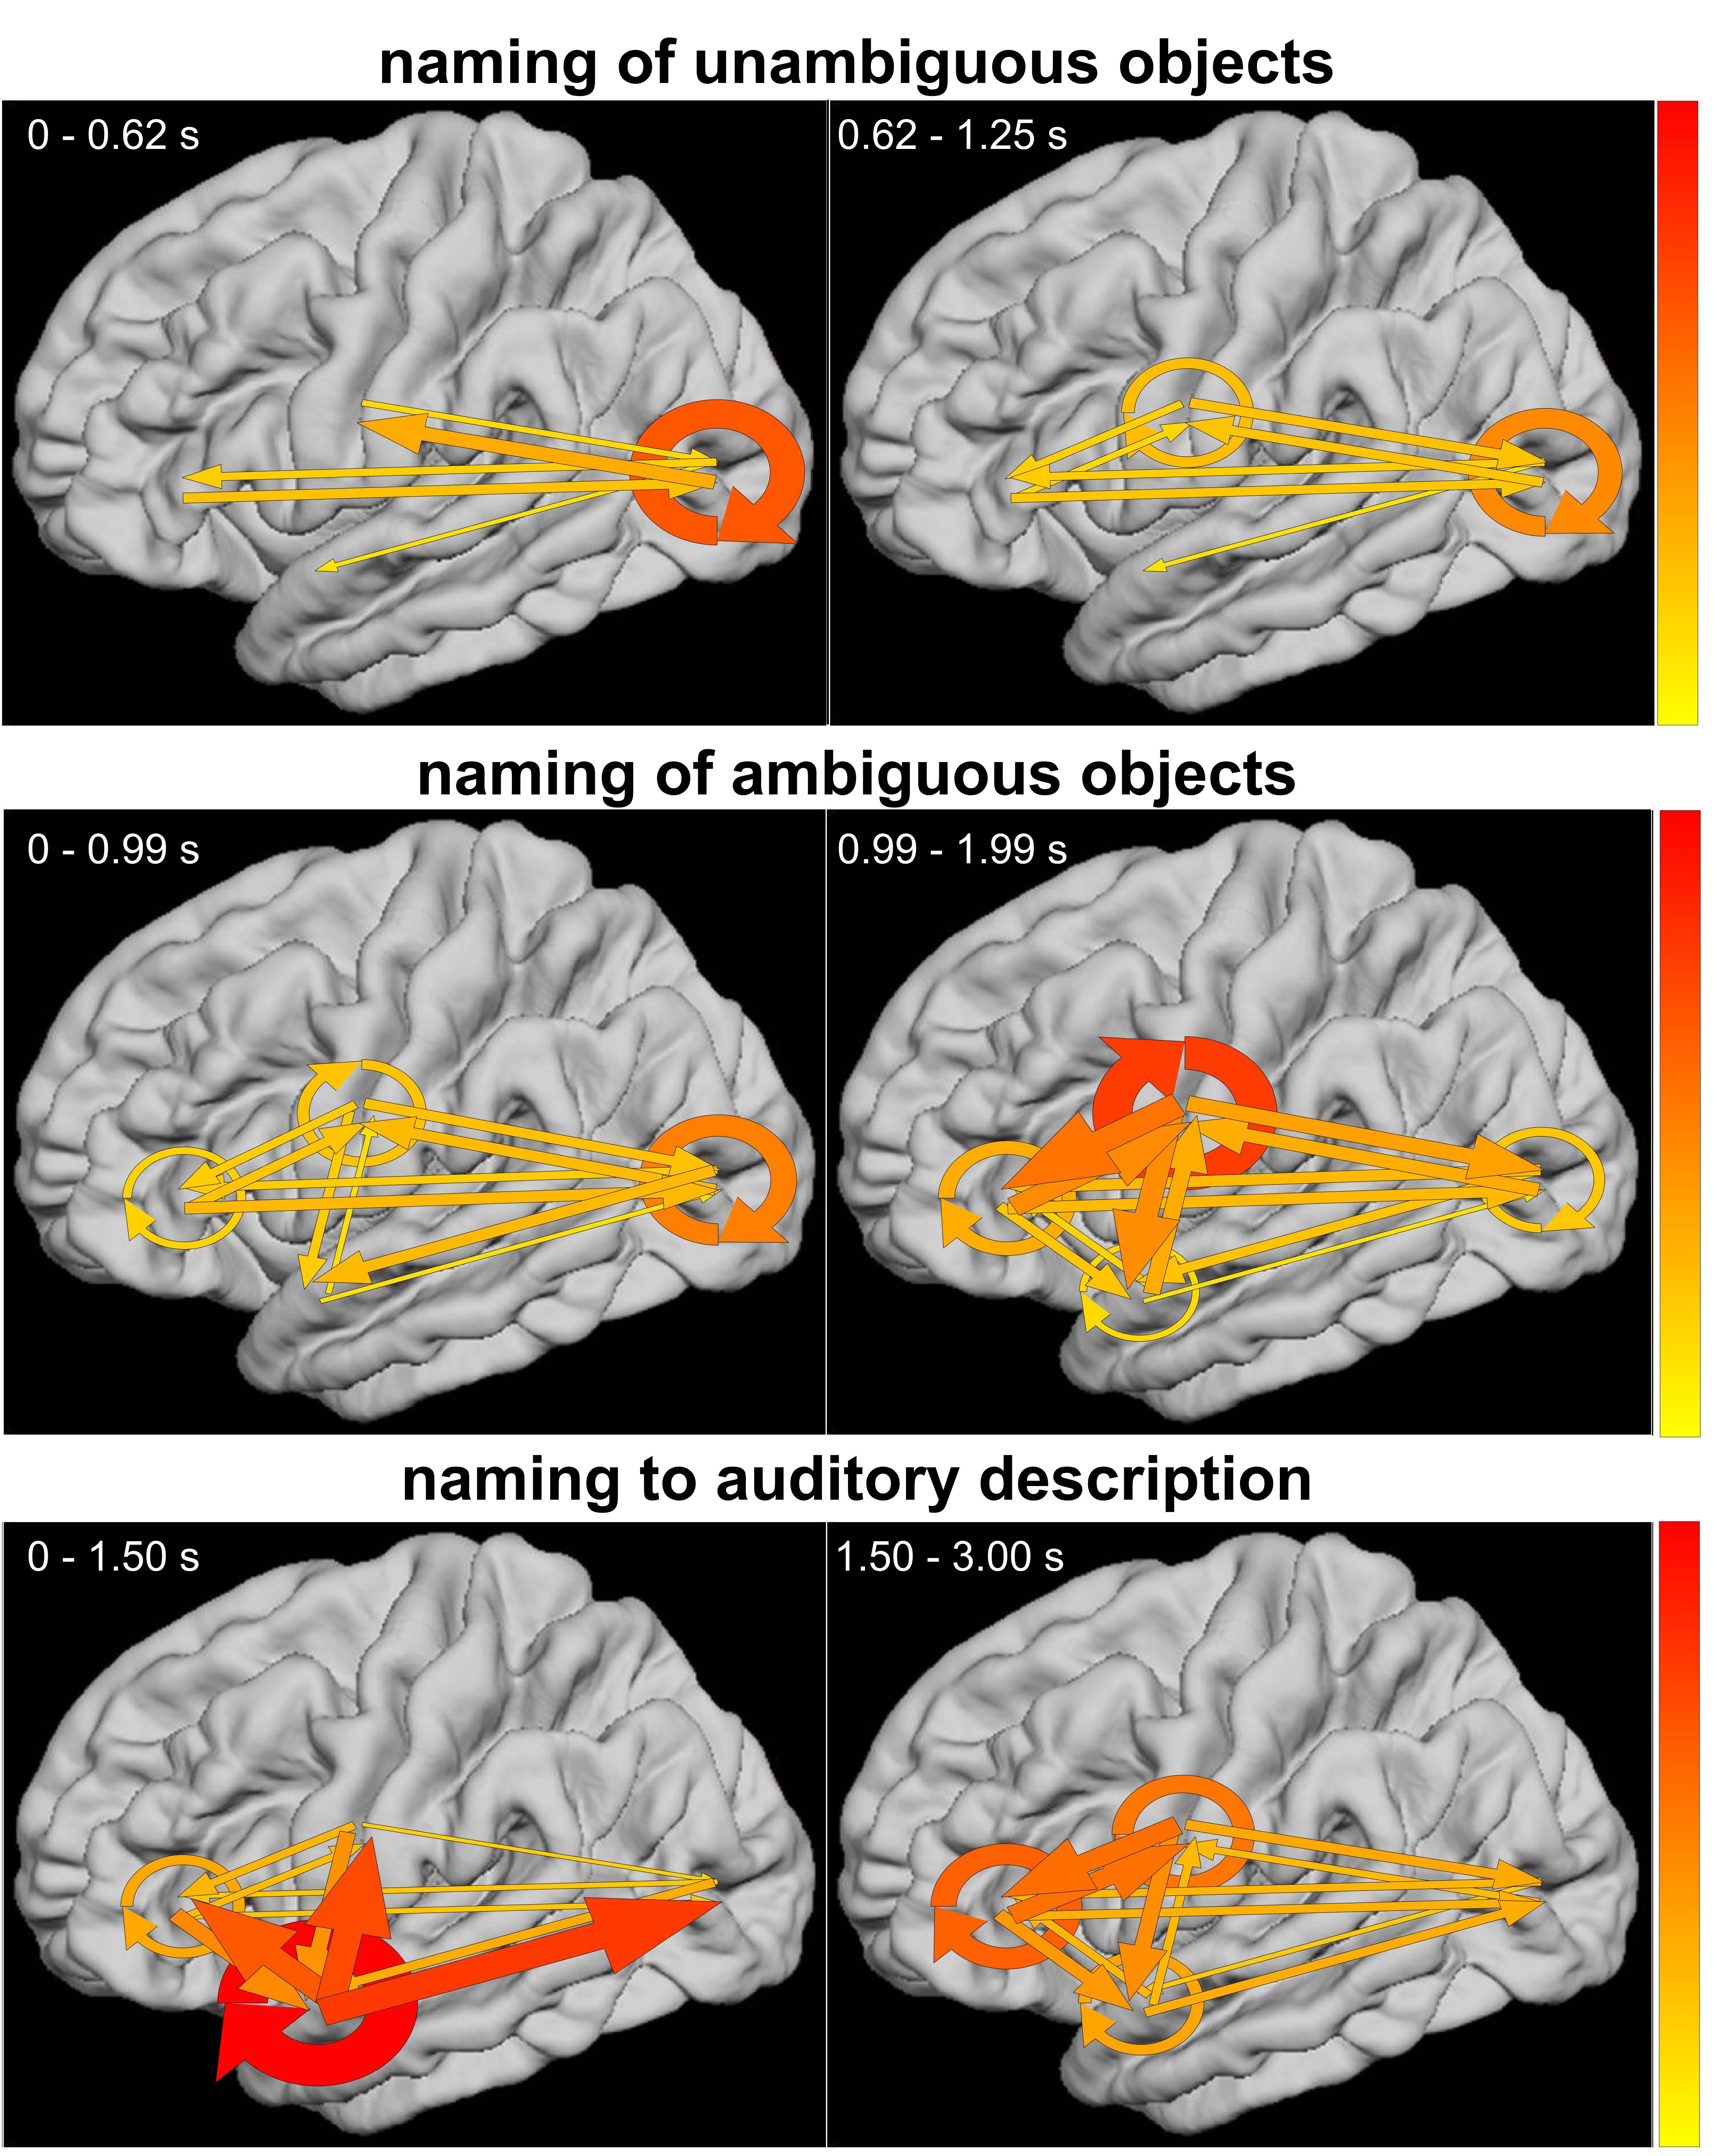 naming of unambiguous objects
0 - 0.62 s
0.62 - 1.25 s
naming of ambiguous objects
0 - 0.99 s
0.99 - 1.99 s
naming to auditory description
0 - 1.50 s
1.50 - 3.00 s